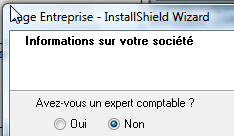 age Entreprise - InstallShield Wizard
Informations sur votre société
Avez-vous un expert comptable ?
Oui Non